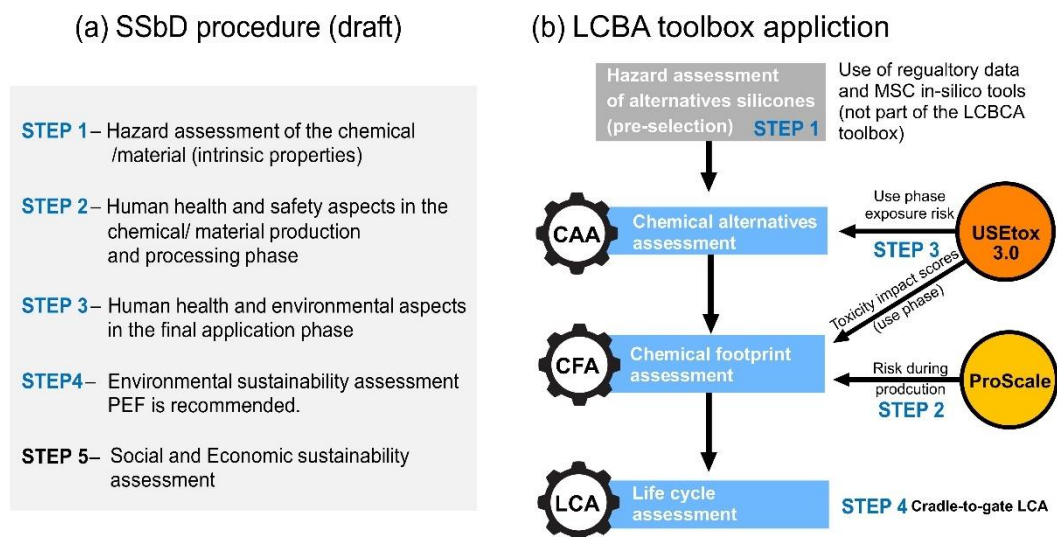 (a) SSbD procedure (draft)
STEP 1– Hazard assessment of the chemical
/material (intrinsic properties)
STEP 2– Human health and safety aspects in the
chemical/ material production
and processing phase
STEP 3– Human health and environmental aspects
in the final application phase
STEP4– Environmental sustainability assessment
PEF is recommended.
STEP 5– Social and Economic sustainability
assessment
(b) LCBA toolbox appliction
Hazard assessment
of alternatives silicones
(pre-selection) STEP 1
Use of regualtory data
and MSC in-silico tools
(not part of the LCBCA
toolbox)
CAA
Chemical alternatives
assessment
Use phase
exposure risk
STEP 3
USEtox
3.0
Toxicity impact scores
(use phase)
CFA
Chemical footprint
assessment
Risk during
prodcution
STEP 2
ProScale
LCA
Life cycle
assessment
STEP 4 Cradle-to-gate LCA